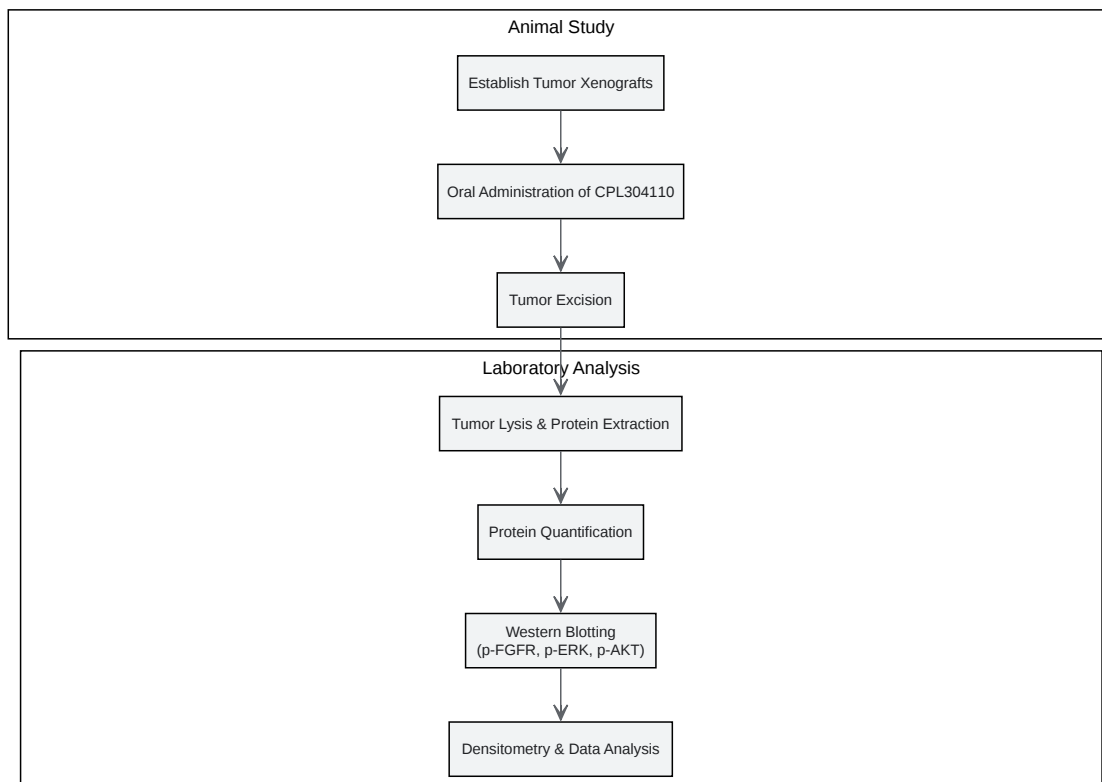 Animal Study
Establish Tumor Xenografts
Oral Administration of CPL304110
Tumor Excision
Laboratory Analysis
Tumor Lysis & Protein Extraction
Protein Quantification
Western Blotting
(p-FGFR, p-ERK, p-AKT)
Densitometry & Data Analysis